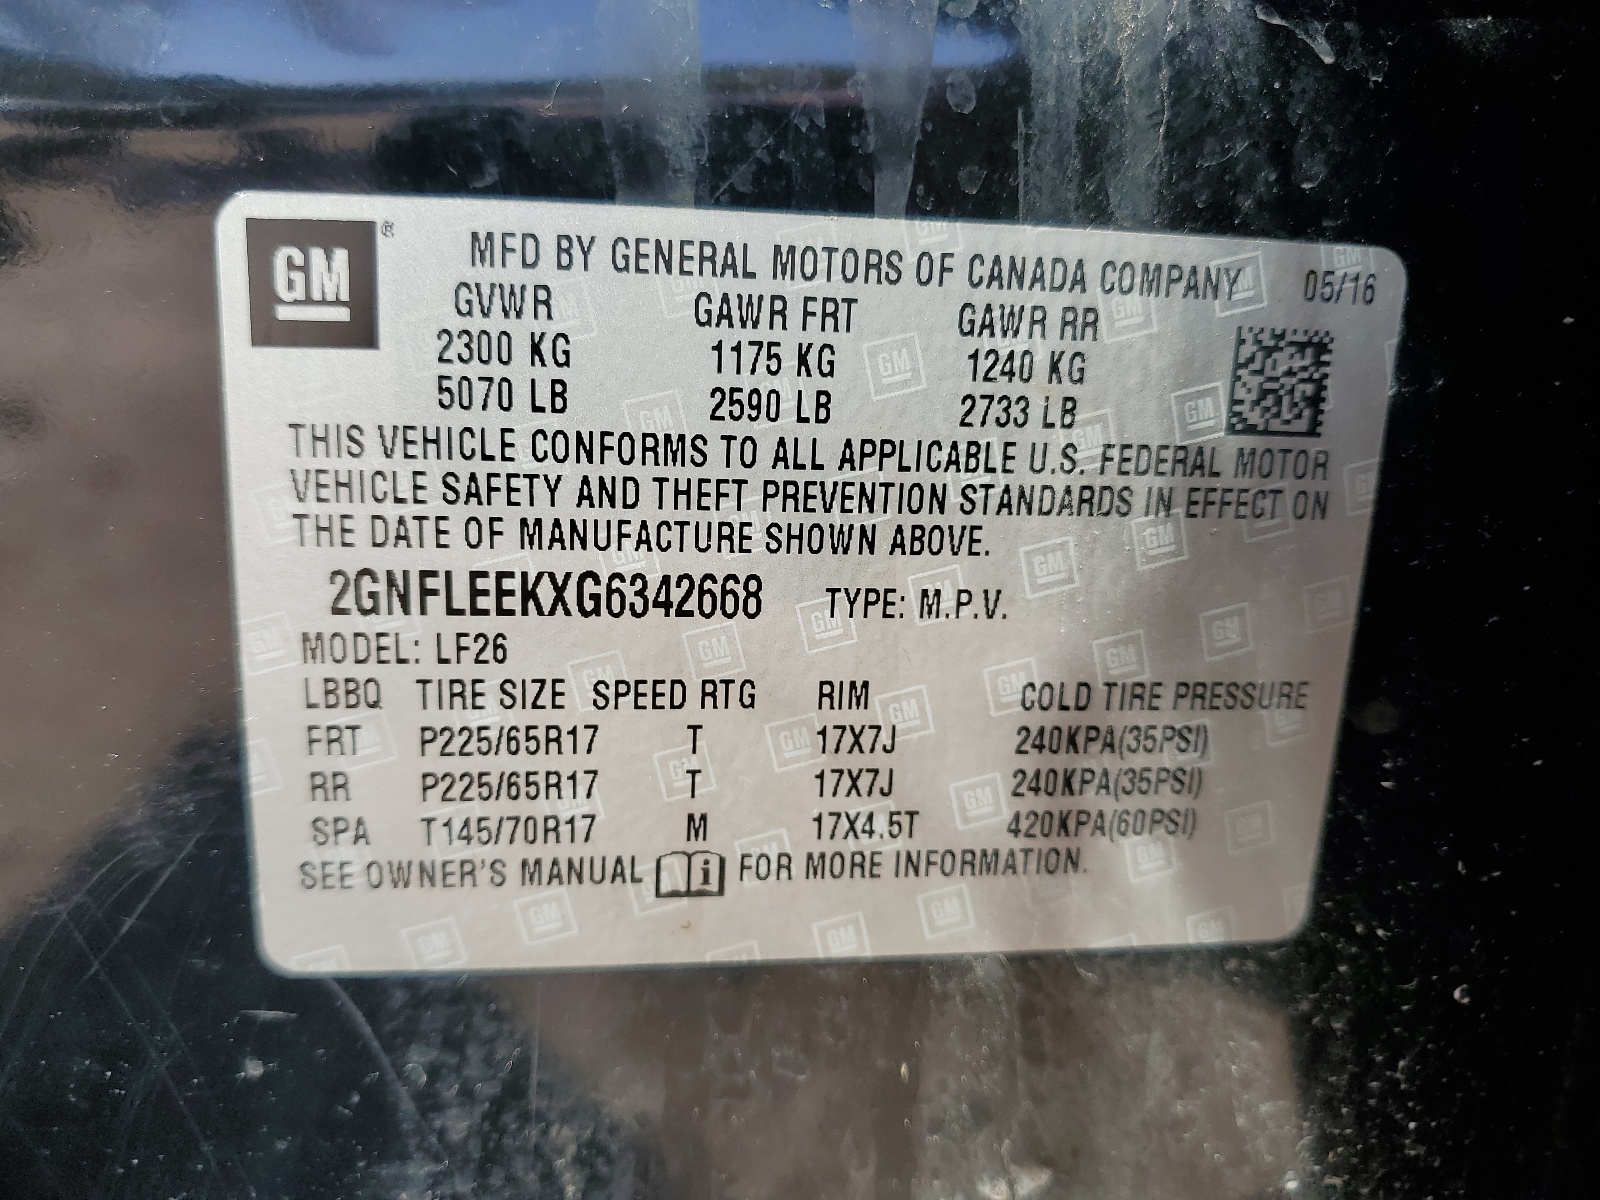 GM ®
MFD BY GENERAL MOTORS OF CANADA COMPANY 05/16
GVWR GAWR FRT GAWR RR
2300 KG 1175 KG 1240 KG
5070 LB 2590 LB 2733 LB
THIS VEHICLE CONFORMS TO ALL APPLICABLE U.S. FEDERAL MOTOR
VEHICLE SAFETY AND THEFT PREVENTION STANDARDS IN EFFECT ON
THE DATE OF MANUFACTURE SHOWN ABOVE.
2GNFLEEKXG6342668 TYPE: M.P.V.
MODEL: LF26
LBBQ TIRE SIZE SPEED RTG RIM COLD TIRE PRESSURE
FRT P225/65R17 T 17X7J 240KPA(35PSI)
RR P225/65R17 T 17X7J 240KPA(35PSI)
SPA T145/70R17 M 17X4.5T 420KPA(60PSI)
SEE OWNER'S MANUAL i FOR MORE INFORMATION.